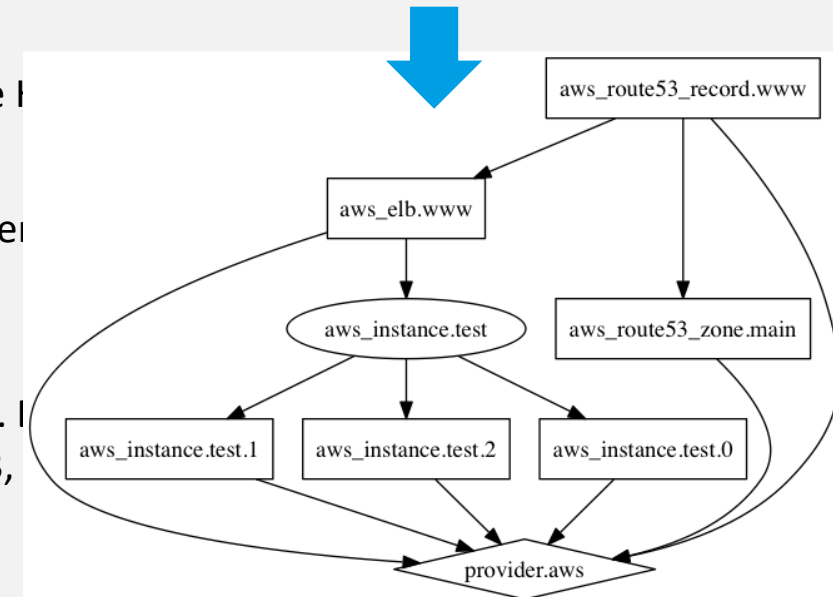 aws_route53_record.www
aws_elb.www
aws_instance.test
aws_route53_zone.main
aws_instance.test.1
aws_instance.test.2
aws_instance.test.0
provider.aws